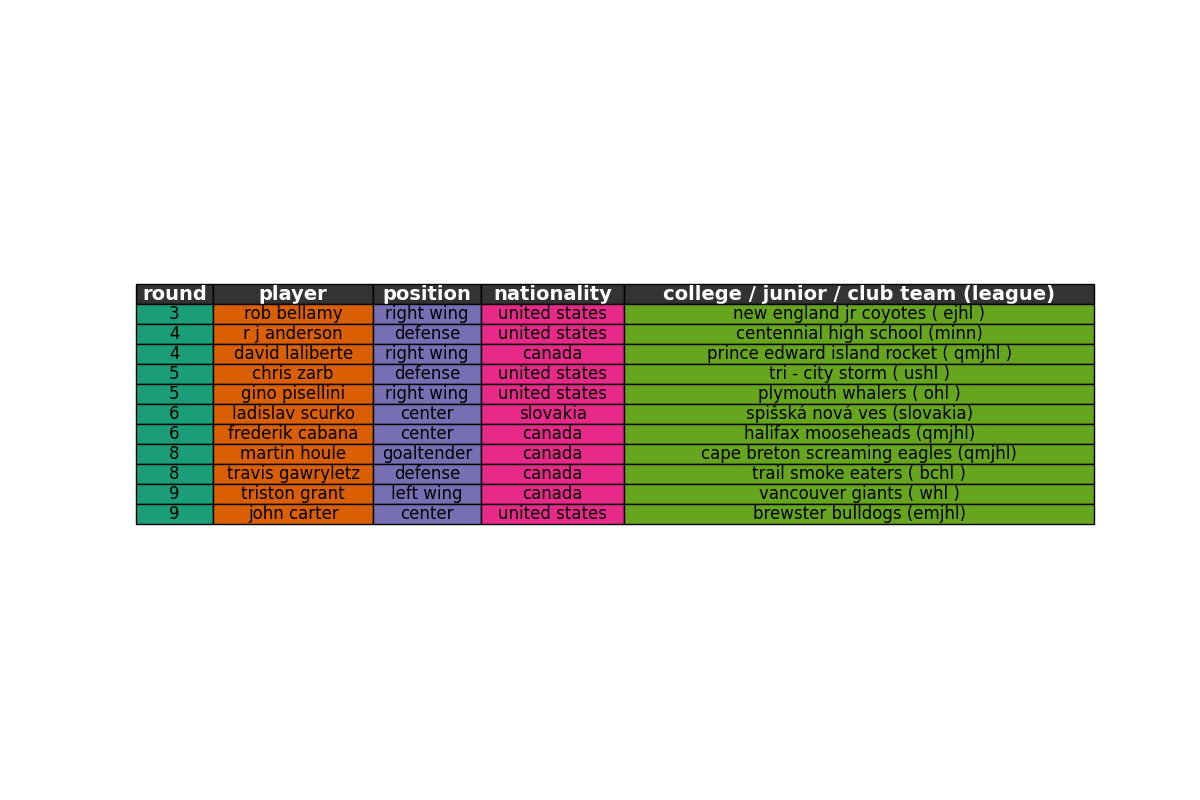 round player position nationality college / junior / club team (league)
3 rob bellamy right wing united states new england jr coyotes ( ejhl )
4 r j anderson defense united states centennial high school (minn)
4 david laliberte right wing canada prince edward island rocket ( qmjhl )
5 chris zarb defense united states tri - city storm ( ushl )
5 gino pisellini right wing united states plymouth whalers ( ohl )
6 ladislav scurko center slovakia spišská nová ves (slovakia)
6 frederik cabana center canada halifax mooseheads (qmjhl)
8 martin houle goaltender canada cape breton screaming eagles (qmjhl)
8 travis gawryletz defense canada trail smoke eaters ( bchl )
9 triston grant left wing canada vancouver giants ( whl )
9 john carter center united states brewster bulldogs (emjhl)